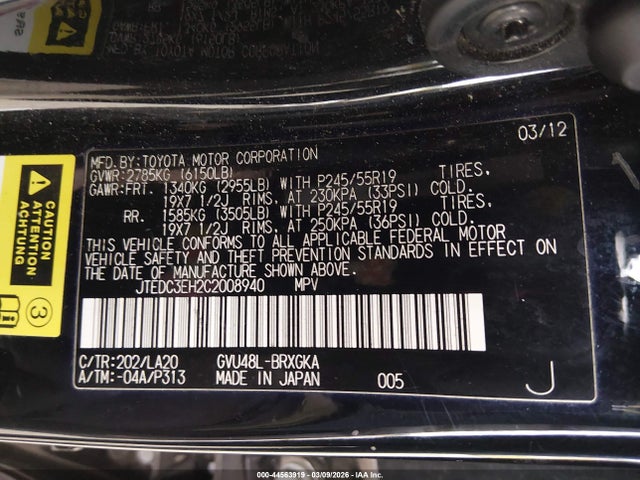 03/12
MFD.BY:TOYOTA MOTOR CORPORATION
GVWR:2785KG (6150LB)
GAWR:FRT. 1340KG (2955LB) WITH P245/55R19 TIRES,
19X7 1/2J RIMS, AT 230KPA (33PSI) COLD.
RR. 1585KG (3505LB) WITH P245/55R19 TIRES,
19X7 1/2J RIMS, AT 250KPA (36PSI) COLD.
THIS VEHICLE CONFORMS TO ALL APPLICABLE FEDERAL MOTOR
VEHICLE SAFETY AND THEFT PREVENTION STANDARDS IN EFFECT ON
THE DATE OF MANUFACTURE SHOWN ABOVE.
JTEDC3EH2C2008940 MPV
C/TR:202/LA20 GVU48L-BRXGKA
A/TM:-04A/P313 MADE IN JAPAN 005 J
CAUTION
ATTENTION
ACHTUNG
3
000-44563919 - 03/09/2026 - IAA Inc.